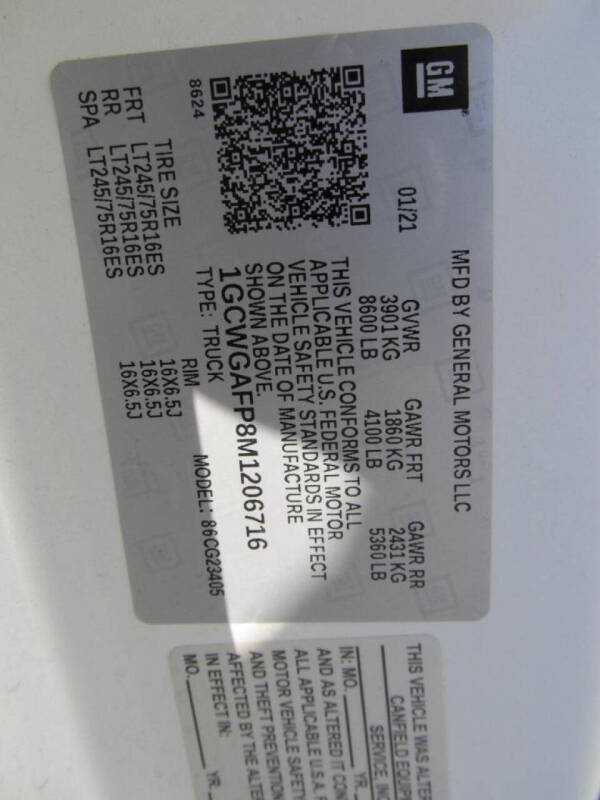 GM
MFD BY GENERAL MOTORS LLC
01/21
GVWR GAWR FRT GAWR RR
3901 KG 1860 KG 2431 KG
8600 LB 4100 LB 5360 LB
THIS VEHICLE CONFORMS TO ALL
APPLICABLE U.S. FEDERAL MOTOR
VEHICLE SAFETY STANDARDS IN EFFECT
ON THE DATE OF MANUFACTURE
SHOWN ABOVE.
1GCWGAFP8M1206716
TYPE: TRUCK MODEL: 86CG23405
8624
TIRE SIZE RIM
FRT LT245/75R16ES 16X6.5J
RR LT245/75R16ES 16X6.5J
SPA LT245/75R16ES 16X6.5J
THIS VEHICLE WAS ALTE
CANFIELD EQUIP
SERVICE, INC
IN: MO. YR.
AND AS ALTERED IT CON
ALL APPLICABLE U.S.A.
MOTOR VEHICLE SAFETY
AND THEFT PREVENTION
AFFECTED BY THE ALTE
IN EFFECT IN:
MO. YR.